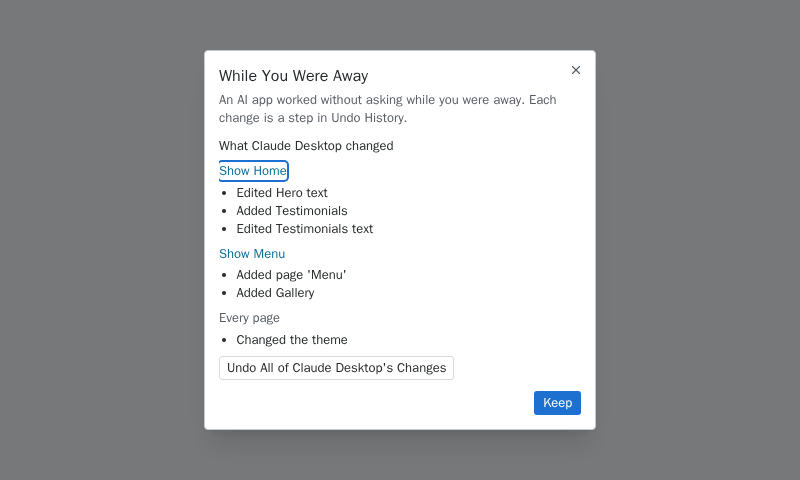 While You Were Away
An AI app worked without asking while you were away. Each
change is a step in Undo History.
What Claude Desktop changed
Show Home
• Edited Hero text
• Added Testimonials
• Edited Testimonials text
Show Menu
• Added page 'Menu'
• Added Gallery
Every page
• Changed the theme
Undo All of Claude Desktop's Changes
Keep